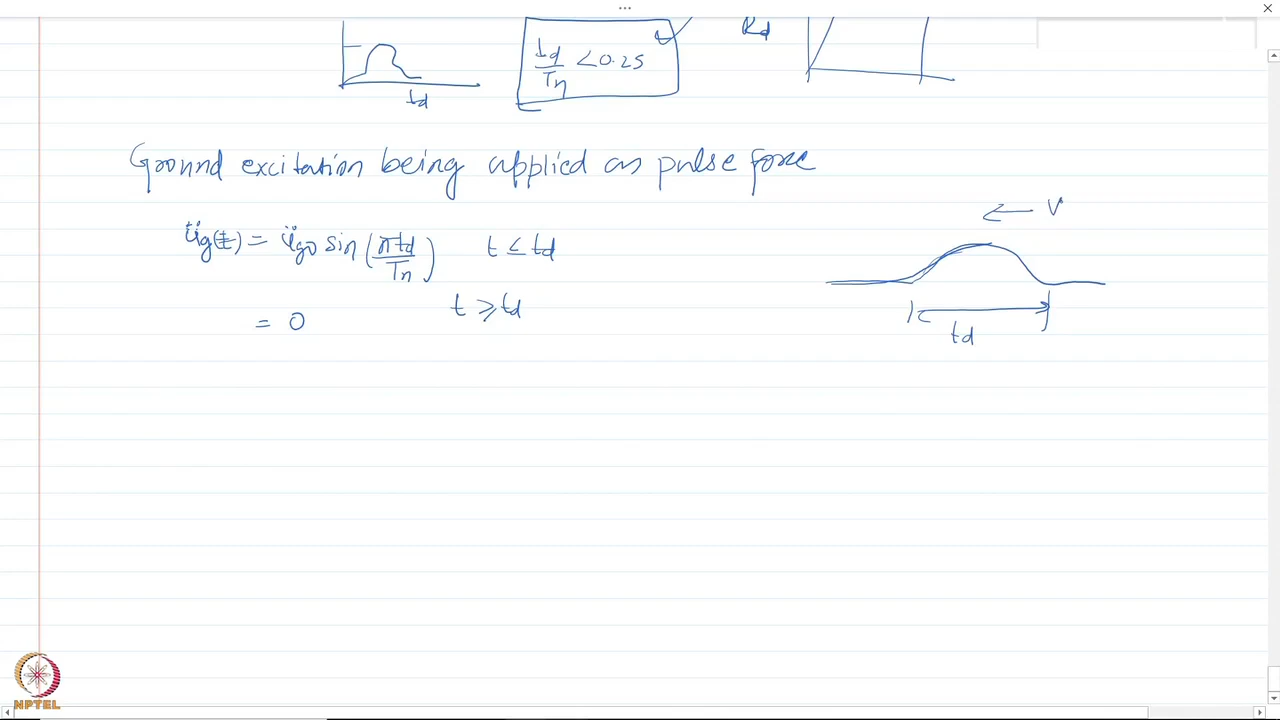 td/Tn < 0.25
Rd
td
Ground excitation being applied as pulse force
üg(t) = üg0 sin(πtd/Tn) t ≤ td
= 0 t ≥ td
V
td
NPTEL